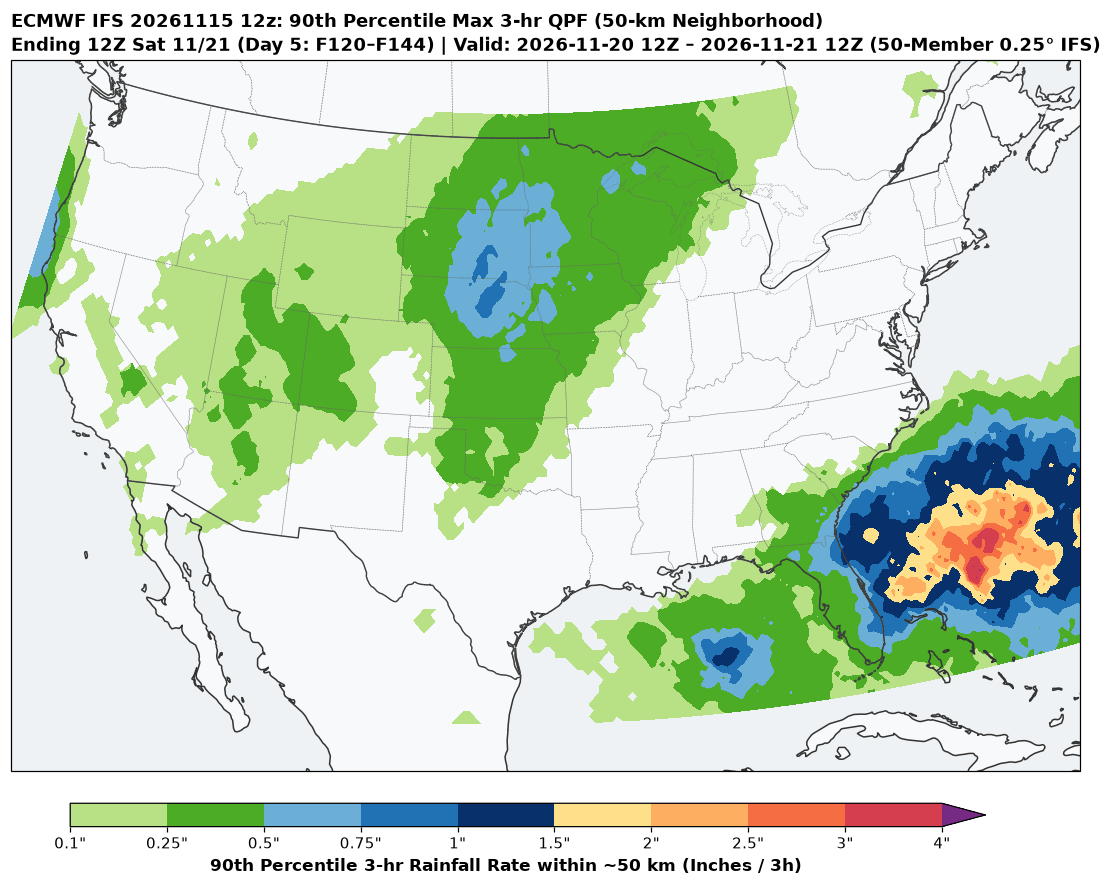 ECMWF IFS 20261115 12z: 90th Percentile Max 3-hr QPF (50-km Neighborhood)
Ending 12Z Sat 11/21 (Day 5: F120–F144) | Valid: 2026-11-20 12Z – 2026-11-21 12Z (50-Member 0.25° IFS)
0.1" 0.25" 0.5" 0.75" 1" 1.5" 2" 2.5" 3" 4"
90th Percentile 3-hr Rainfall Rate within ~50 km (Inches / 3h)